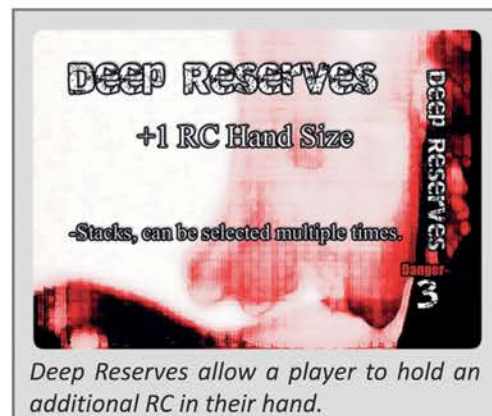 Deep Reserves
+1 RC Hand Size
-Stacks, can be selected multiple times.
Deep Reserves
Danger-
3
Deep Reserves allow a player to hold an
additional RC in their hand.